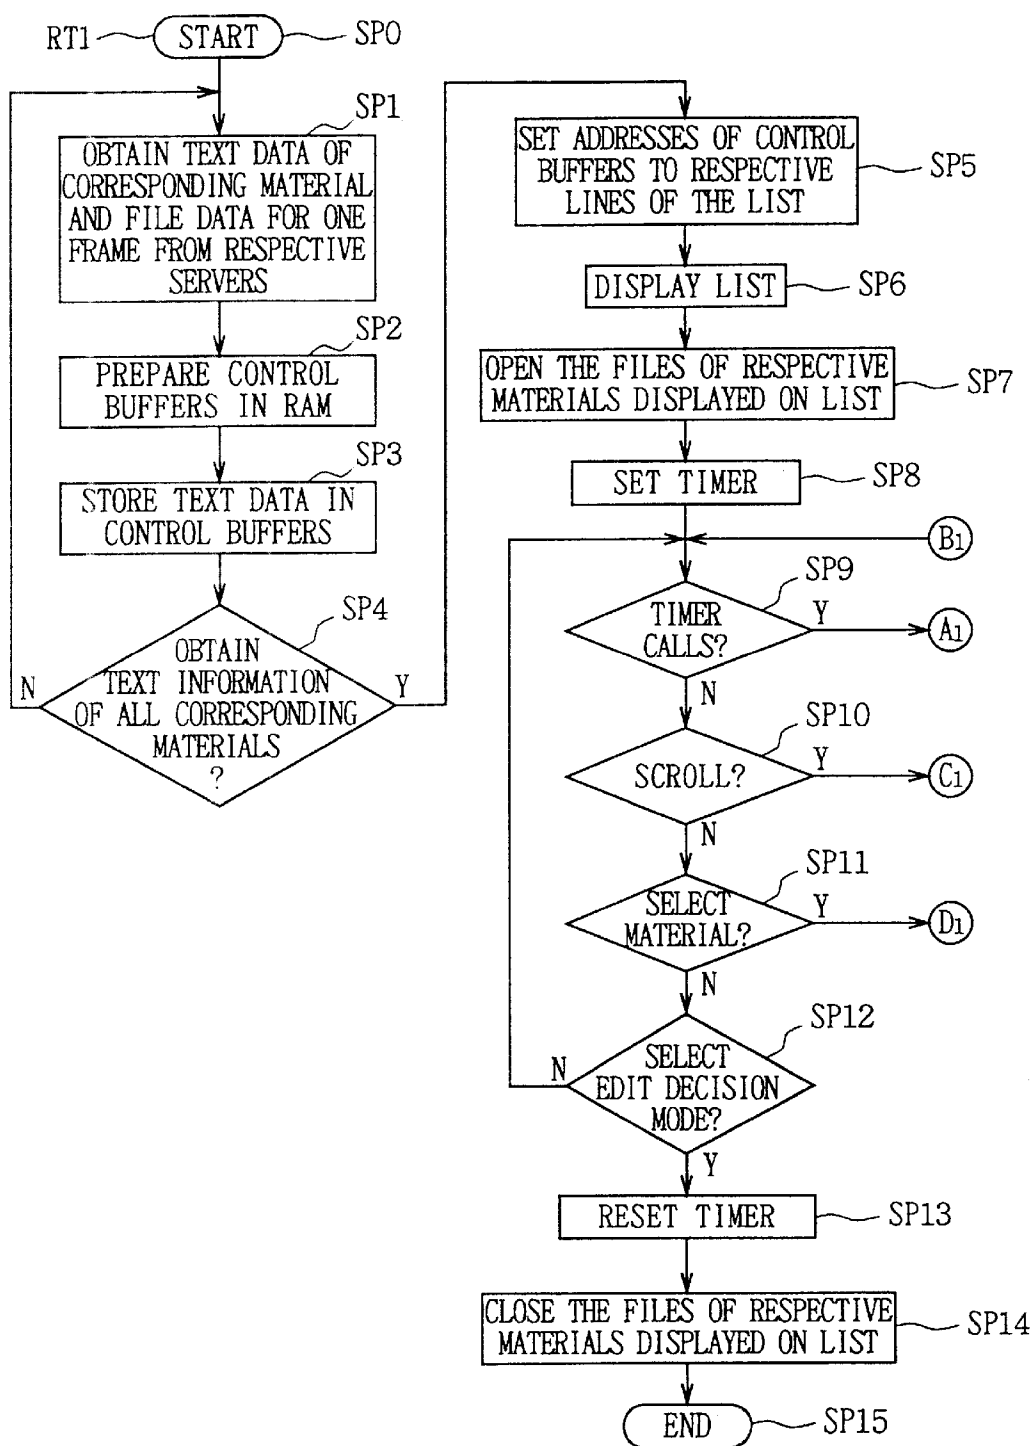 RT1
START
SP0
SP1
OBTAIN TEXT DATA OF
CORRESPONDING MATERIAL
AND FILE DATA FOR ONE
FRAME FROM RESPECTIVE
SERVERS
SP2
PREPARE CONTROL
BUFFERS IN RAM
SP3
STORE TEXT DATA IN
CONTROL BUFFERS
SP4
OBTAIN
TEXT INFORMATION
OF ALL CORRESPONDING
MATERIALS
?
N
Y
SET ADDRESSES OF CONTROL
BUFFERS TO RESPECTIVE
LINES OF THE LIST
SP5
DISPLAY LIST
SP6
OPEN THE FILES OF RESPECTIVE
MATERIALS DISPLAYED ON LIST
SP7
SET TIMER
SP8
B1
SP9
TIMER
CALLS?
Y
A1
N
SP10
SCROLL?
Y
C1
N
SP11
SELECT
MATERIAL?
Y
D1
N
SP12
SELECT
EDIT DECISION
MODE?
N
Y
RESET TIMER
SP13
CLOSE THE FILES OF RESPECTIVE
MATERIALS DISPLAYED ON LIST
SP14
END
SP15